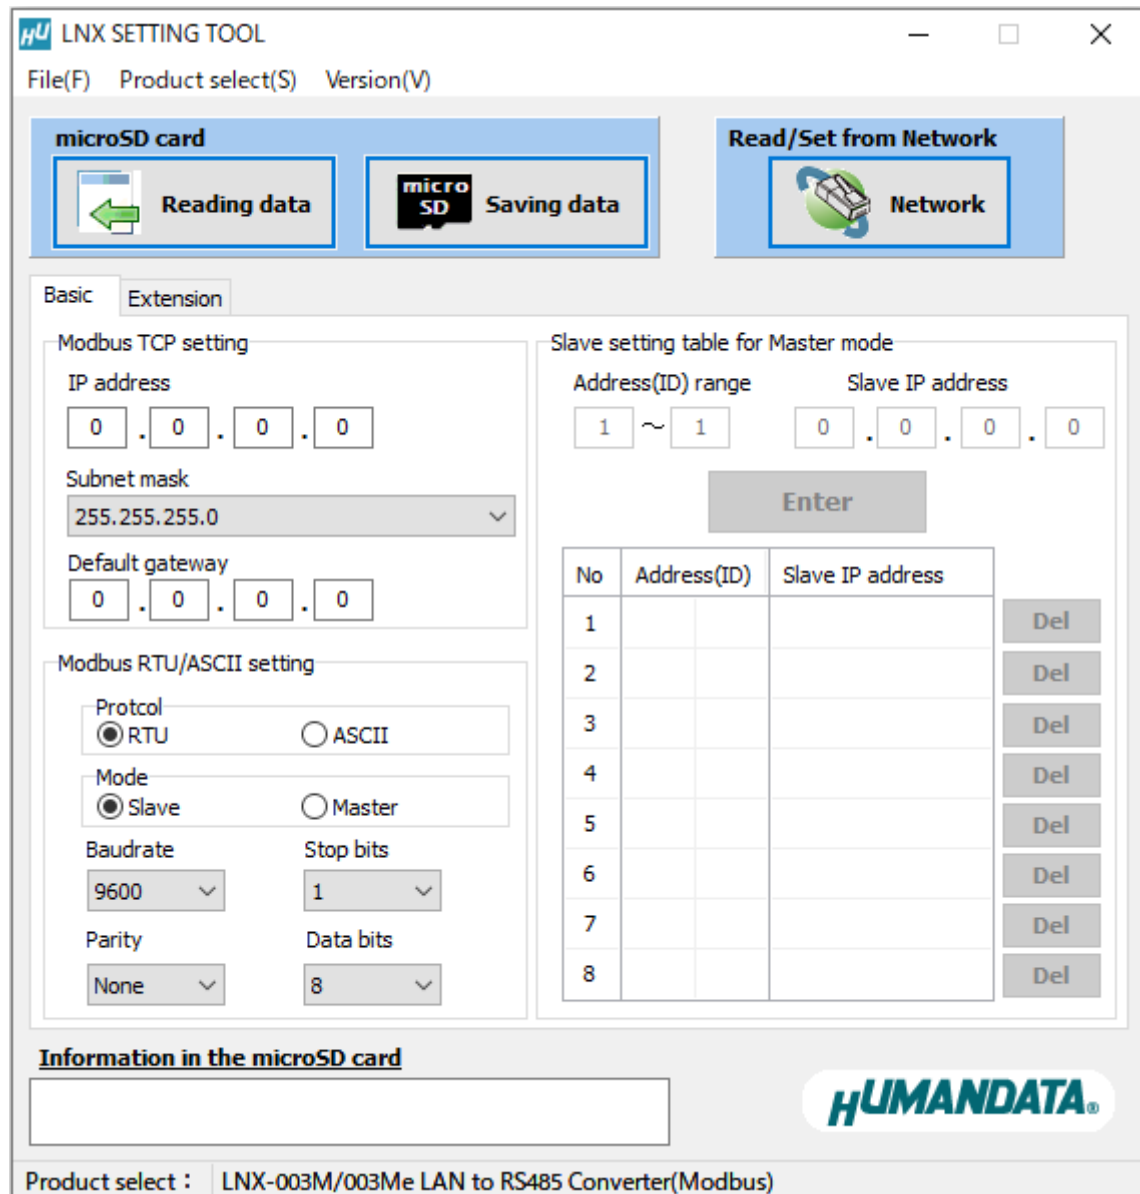 HU LNX SETTING TOOL
File(F) Product select(S) Version(V)
microSD card
Reading data
micro
SD
Saving data
Read/Set from Network
Network
Basic Extension
Modbus TCP setting
IP address
0 . 0 . 0 . 0
Subnet mask
255.255.255.0
Default gateway
0 . 0 . 0 . 0
Modbus RTU/ASCII setting
Protcol
RTU ASCII
Mode
Slave Master
Baudrate Stop bits
9600 1
Parity Data bits
None 8
Slave setting table for Master mode
Address(ID) range Slave IP address
1 ～ 1 0 . 0 . 0 . 0
Enter
No Address(ID) Slave IP address
1 Del
2 Del
3 Del
4 Del
5 Del
6 Del
7 Del
8 Del
Information in the microSD card
HUMANDATA®
Product select : LNX-003M/003Me LAN to RS485 Converter(Modbus)